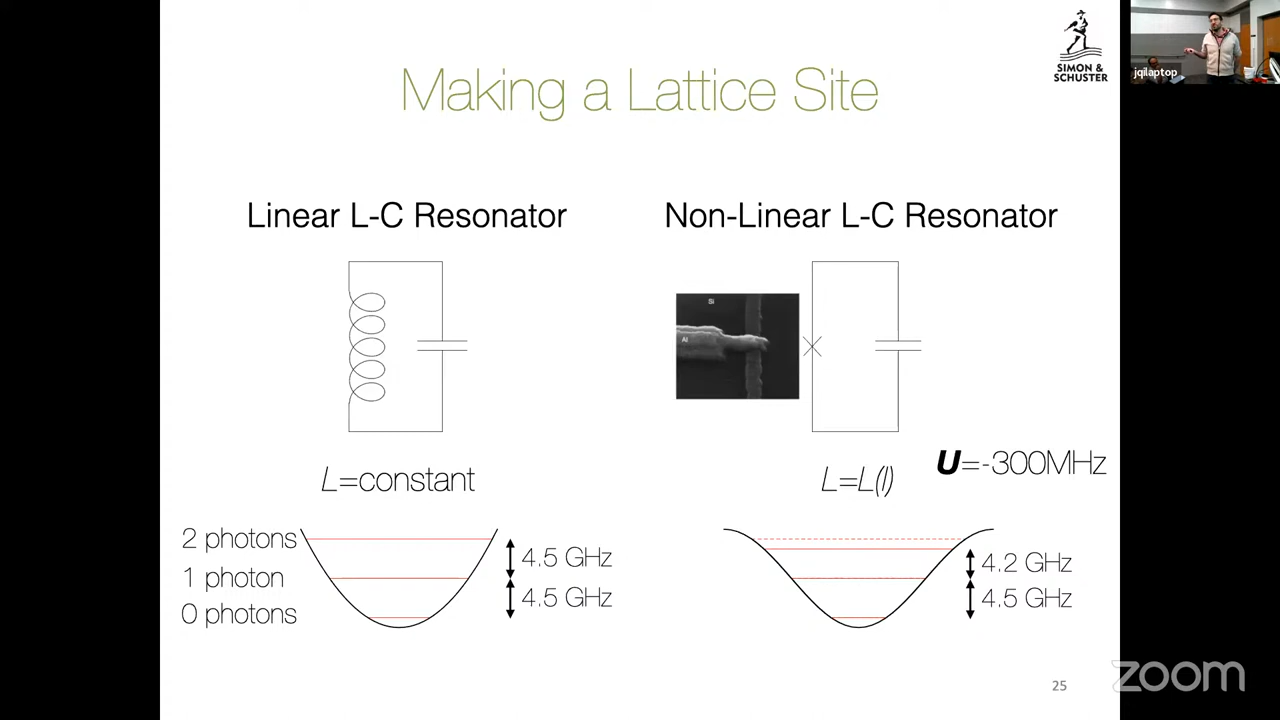 SIMON &
SCHUSTER
jqilaptop
Making a Lattice Site
Linear L-C Resonator
Non-Linear L-C Resonator
Si
Al
L=constant
L=L(I)
U=-300MHz
2 photons
1 photon
0 photons
4.5 GHz
4.5 GHz
4.2 GHz
4.5 GHz
25
zoom